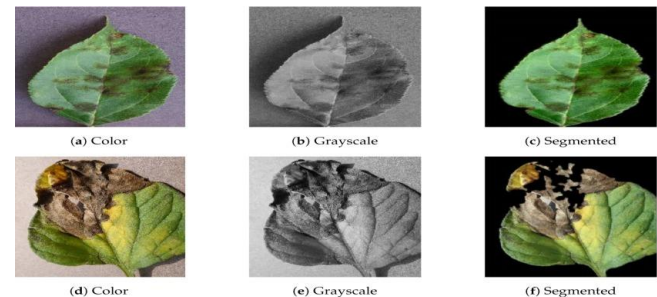 (a) Color
(b) Grayscale
(c) Segmented
(d) Color
(e) Grayscale
(f) Segmented